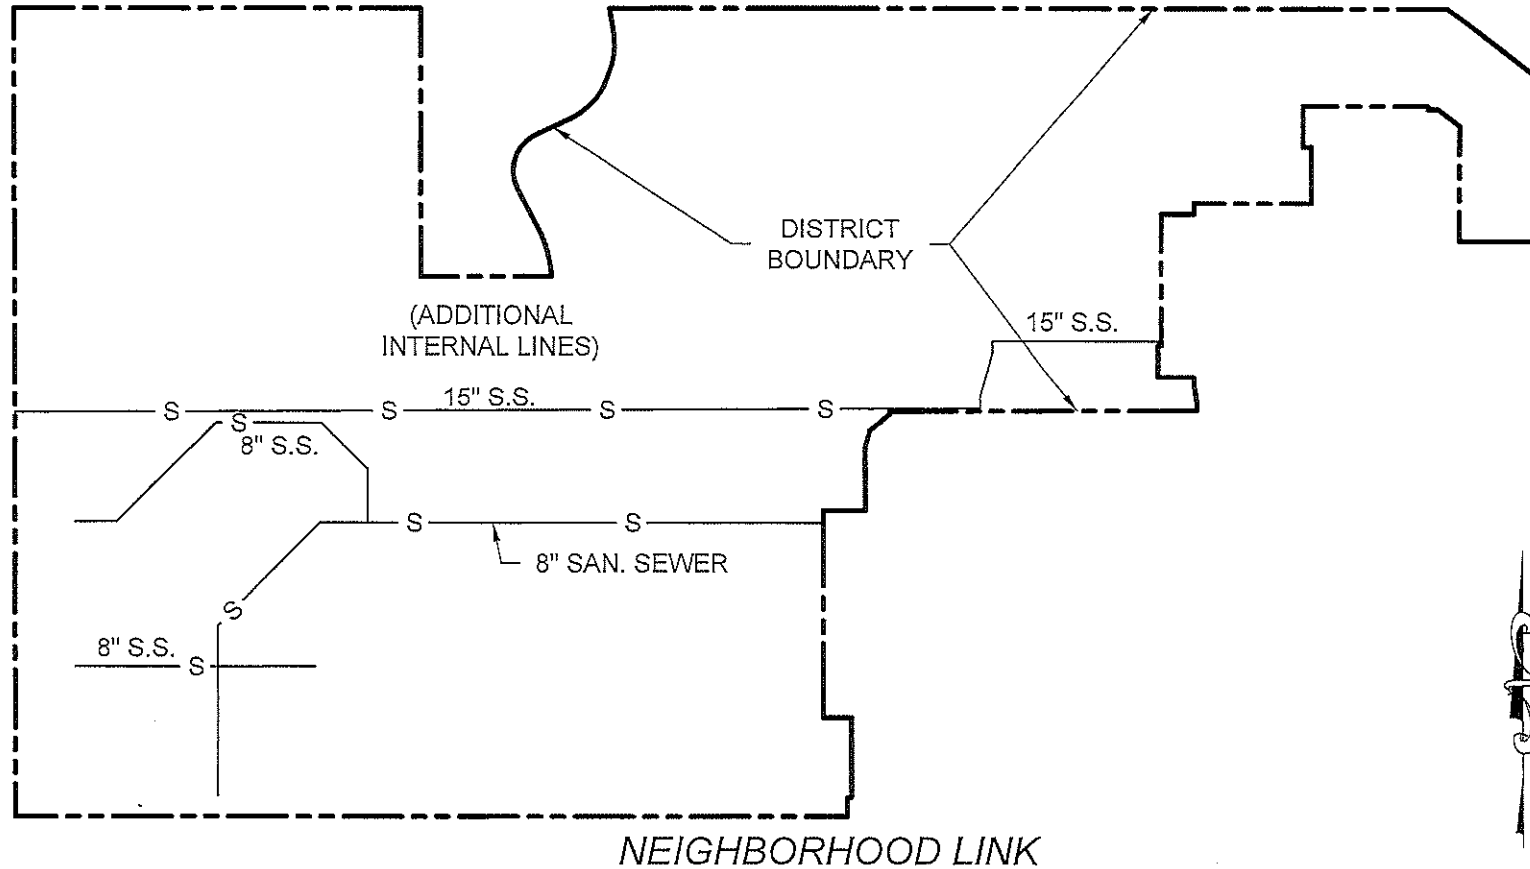 DISTRICT
BOUNDARY
(ADDITIONAL
INTERNAL LINES)
15" S.S.
15" S.S.
S
S
S
S
S
8" S.S.
S
S
8" SAN. SEWER
S
8" S.S.
S
NEIGHBORHOOD LINK